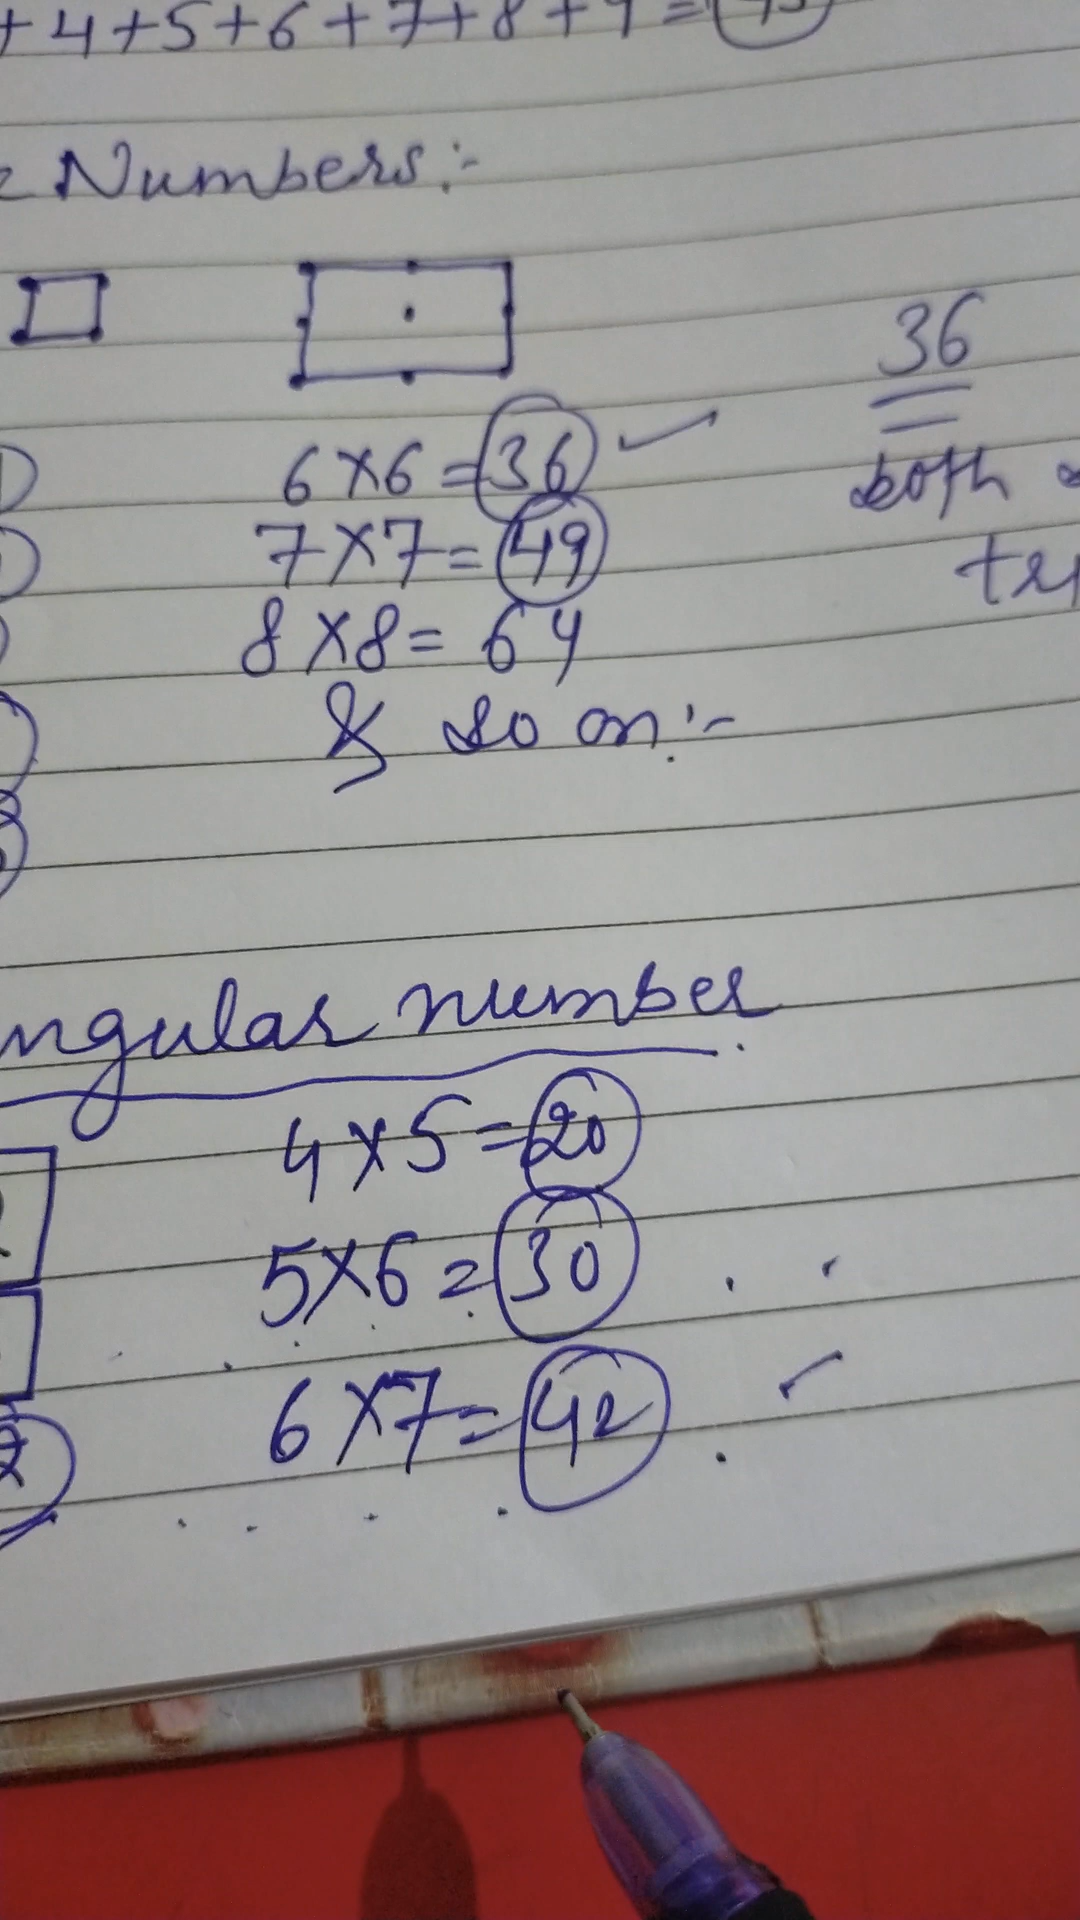 +4+5+6+7+8+9=45
Numbers:-
36
6×6=36 ✓
both
7×7=49
8×8=64
& so on:-
ngular number
4×5=20
5×6=30
6×7=42 ✓